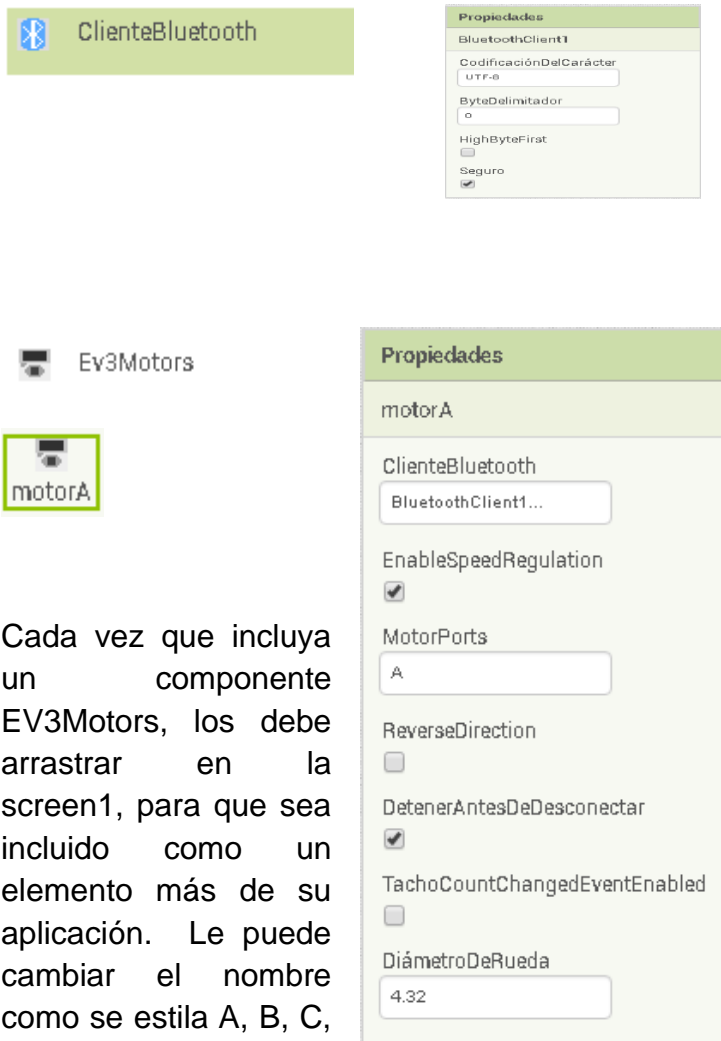 ClienteBluetooth
Propiedades
BluetoothClient1
CodificaciónDelCarácter
UTF-8
ByteDelimitador
0
HighByteFirst
Seguro
Ev3Motors
motorA
Cada vez que incluya
un componente
EV3Motors, los debe
arrastrar en la
screen1, para que sea
incluido como un
elemento más de su
aplicación. Le puede
cambiar el nombre
como se estila A, B, C,
Propiedades
motorA
ClienteBluetooth
BluetoothClient1...
EnableSpeedRegulation
MotorPorts
A
ReverseDirection
DetenerAntesDeDesconectar
TachoCountChangedEventEnabled
DiámetroDeRueda
4.32